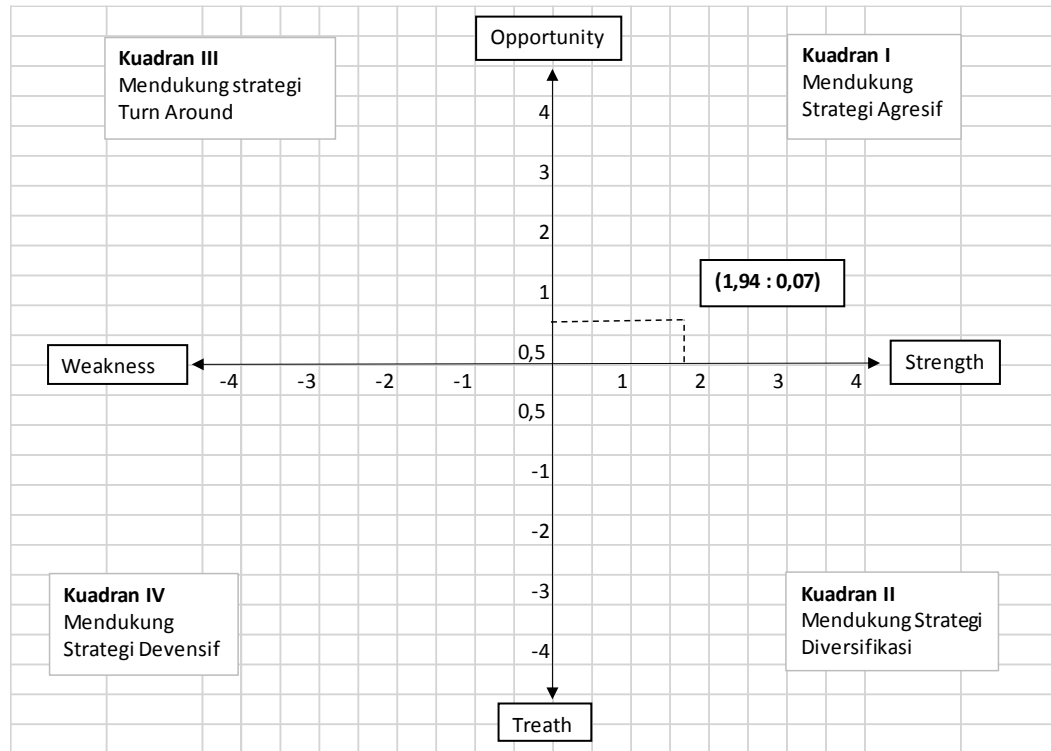 Opportunity
Kuadran III
Mendukung strategi
Turn Around
Kuadran I
Mendukung
Strategi Agresif
4
3
2
1
0,5
(1,94 : 0,07)
Weakness
Strength
-4 -3 -2 -1 1 2 3 4
0,5
-1
-2
-3
-4
Kuadran IV
Mendukung
Strategi Devensif
Kuadran II
Mendukung Strategi
Diversifikasi
Treath